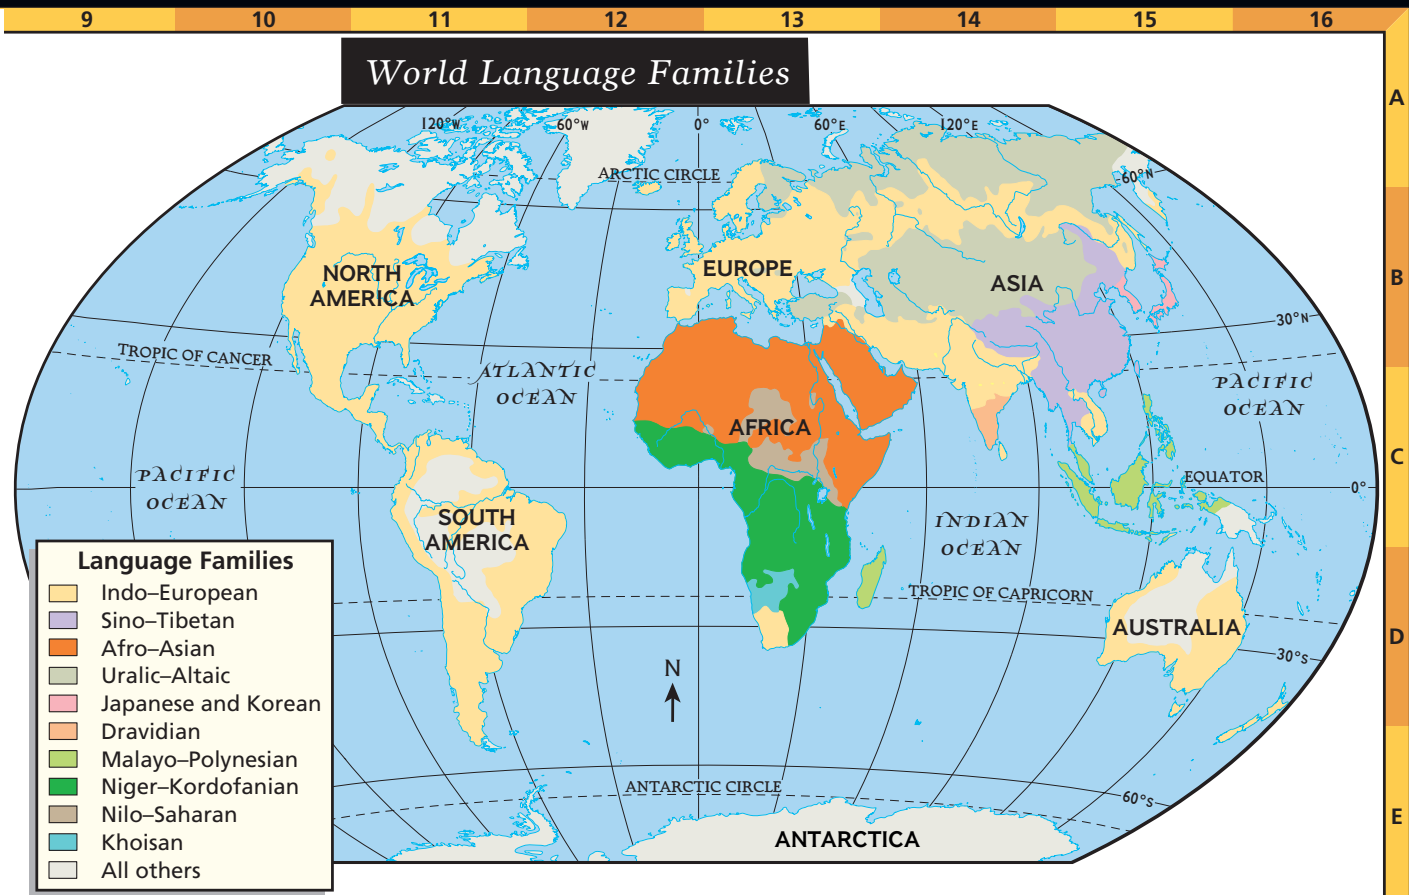 9 10 11 12 13 14 15 16
World Language Families
A
120°W 60°W 0° 60°E 120°E
ARCTIC CIRCLE
60°N
B
NORTH
AMERICA
EUROPE
ASIA
30°N
TROPIC OF CANCER
ATLANTIC
OCEAN
PACIFIC
OCEAN
AFRICA
C
PACIFIC
OCEAN
EQUATOR
0°
SOUTH
AMERICA
INDIAN
OCEAN
Language Families
Indo–European
Sino–Tibetan
Afro–Asian
Uralic–Altaic
Japanese and Korean
Dravidian
Malayo–Polynesian
Niger–Kordofanian
Nilo–Saharan
Khoisan
All others
TROPIC OF CAPRICORN
AUSTRALIA
D
30°S
N
ANTARCTIC CIRCLE
60°S
E
ANTARCTICA